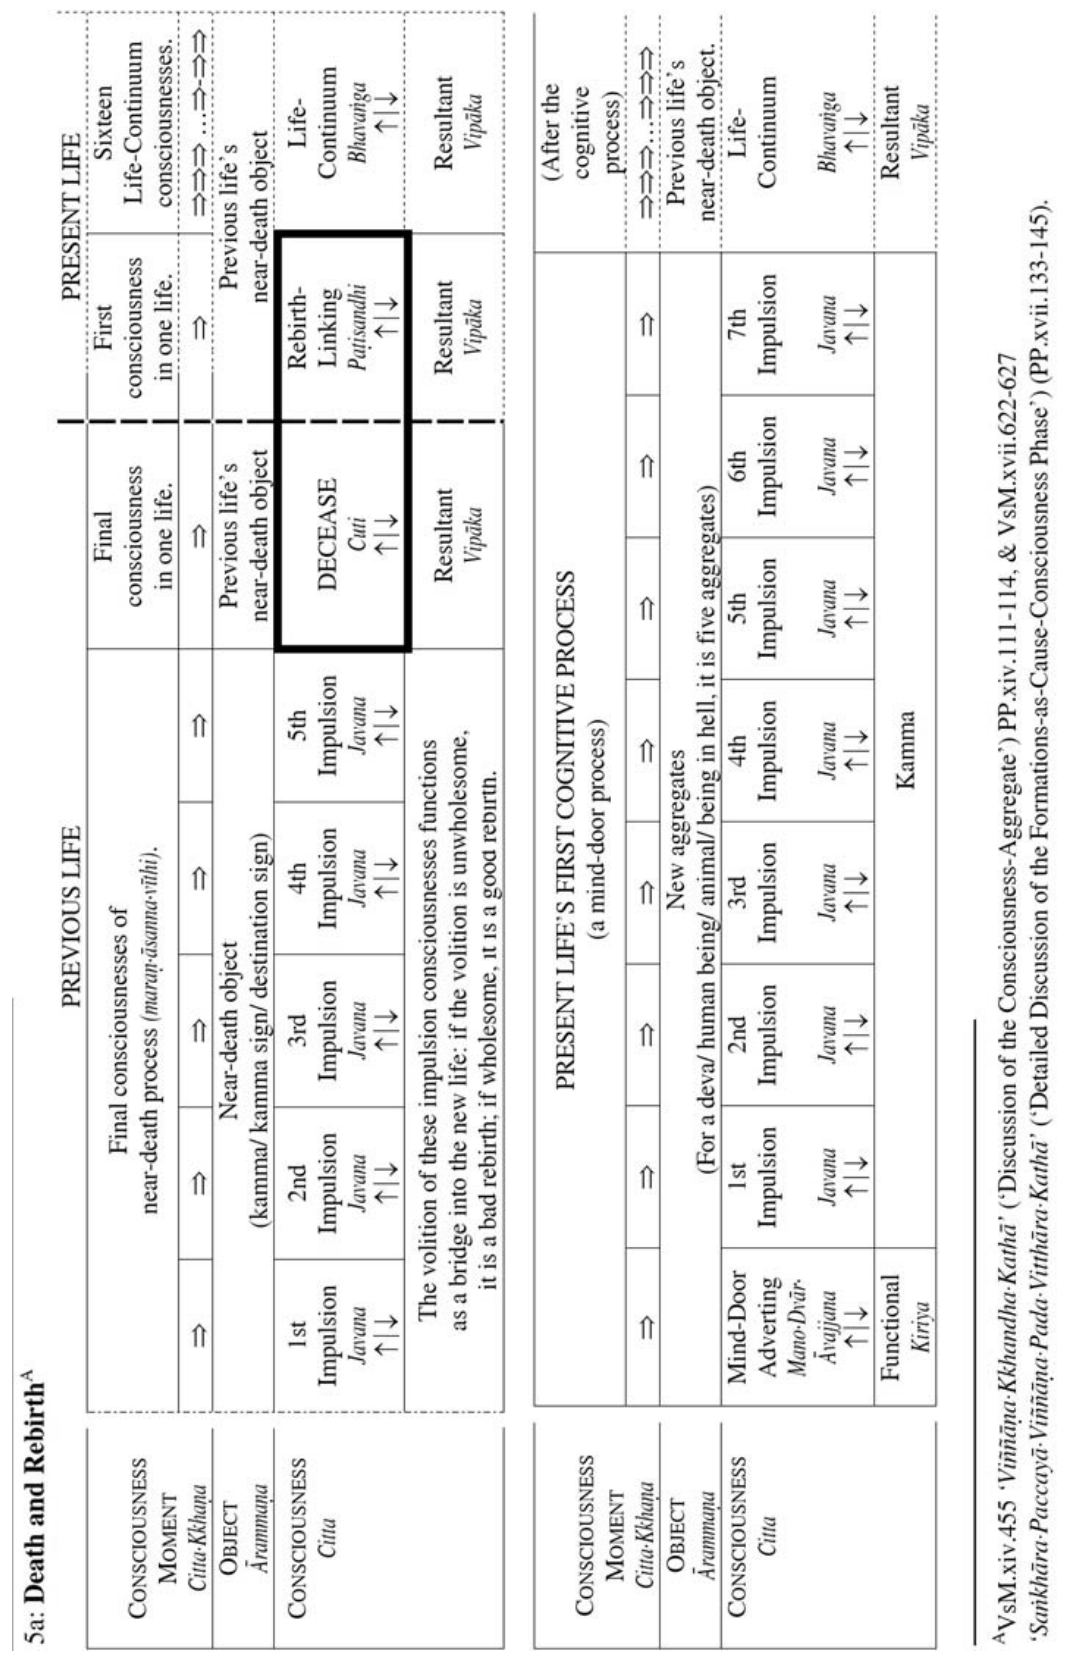 5a: Death and Rebirthᴬ
PREVIOUS LIFE
PRESENT LIFE
CONSCIOUSNESS
MOMENT
Citta·Kkhaṇa
Final consciousnesses of
near-death process (maraṇ·āsanna·vīthi).
Final
consciousness
in one life.
First
consciousness
in one life.
Sixteen
Life-Continuum
consciousnesses.
⇒
⇒
⇒
⇒
⇒
⇒
⇒
⇒⇒⇒⇒ …⇒-⇒⇒⇒
OBJECT
Ārammaṇa
Near-death object
(kamma/ kamma sign/ destination sign)
Previous life's
near-death object
Previous life's
near-death object
CONSCIOUSNESS
Citta
1st
Impulsion
Javana
↑|↓
2nd
Impulsion
Javana
↑|↓
3rd
Impulsion
Javana
↑|↓
4th
Impulsion
Javana
↑|↓
5th
Impulsion
Javana
↑|↓
DECEASE
Cuti
↑|↓
Rebirth-
Linking
Paṭisandhi
↑|↓
Life-
Continuum
Bhavaṅga
↑|↓
The volition of these impulsion consciousnesses functions
as a bridge into the new life: if the volition is unwholesome,
it is a bad rebirth; if wholesome, it is a good rebirth.
Resultant
Vipāka
Resultant
Vipāka
Resultant
Vipāka
CONSCIOUSNESS
MOMENT
Citta·Kkhaṇa
PRESENT LIFE'S FIRST COGNITIVE PROCESS
(a mind-door process)
(After the
cognitive
process)
⇒
⇒
⇒
⇒
⇒
⇒
⇒
⇒
⇒⇒⇒⇒…⇒⇒⇒⇒
OBJECT
Ārammaṇa
New aggregates
(For a deva/ human being/ animal/ being in hell, it is five aggregates)
Previous life's
near-death object.
CONSCIOUSNESS
Citta
Mind-Door
Adverting
Mano·Dvār·
Āvajjana
↑|↓
1st
Impulsion
Javana
↑|↓
2nd
Impulsion
Javana
↑|↓
3rd
Impulsion
Javana
↑|↓
4th
Impulsion
Javana
↑|↓
5th
Impulsion
Javana
↑|↓
6th
Impulsion
Javana
↑|↓
7th
Impulsion
Javana
↑|↓
Life-
Continuum
Bhavaṅga
↑|↓
Functional
Kiriya
Kamma
Resultant
Vipāka
ᴬVSM.xiv.455 ‘Viññāṇa·Kkhandha·Kathā’ (‘Discussion of the Consciousness-Aggregate’) PP.xiv.111-114, & VSM.xvii.622-627
‘Saṅkhāra·Paccayā·Viññāṇa·Pada·Vitthāra·Kathā’ (‘Detailed Discussion of the Formations-as-Cause-Consciousness Phase’) (PP.xvii.133-145).